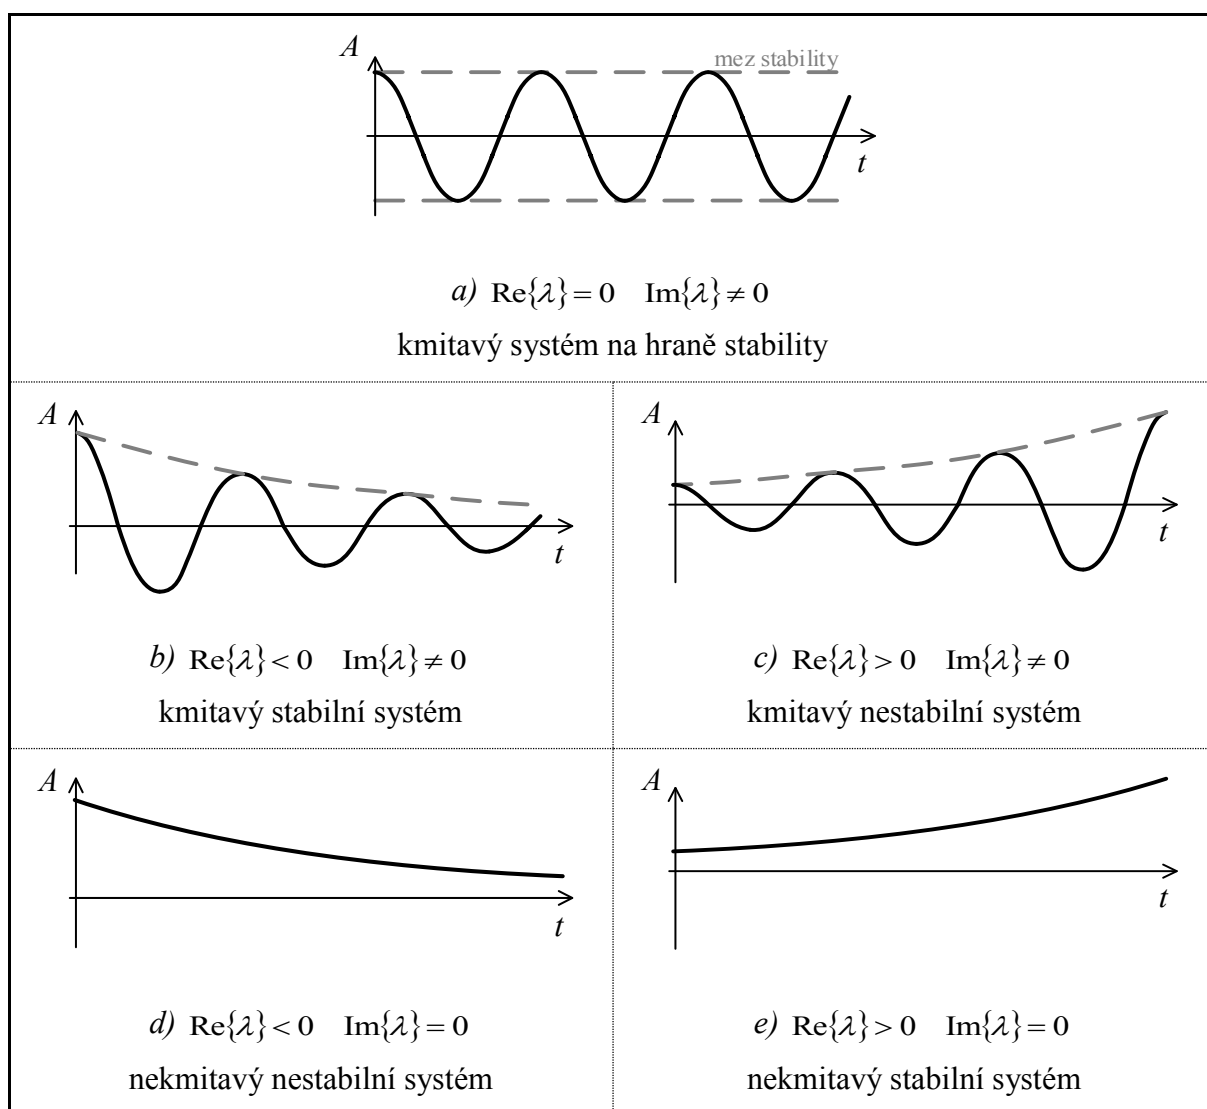 A
mez stability
t
a) Re{λ} = 0 Im{λ} ≠ 0
kmitavý systém na hraně stability
A
t
b) Re{λ} < 0 Im{λ} ≠ 0
kmitavý stabilní systém
A
t
c) Re{λ} > 0 Im{λ} ≠ 0
kmitavý nestabilní systém
A
t
d) Re{λ} < 0 Im{λ} = 0
nekmitavý nestabilní systém
A
t
e) Re{λ} > 0 Im{λ} = 0
nekmitavý stabilní systém